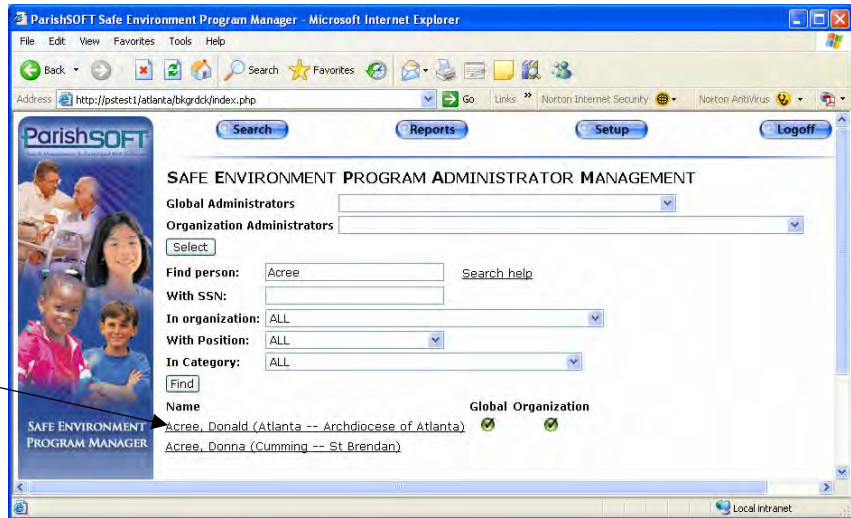 ParishSOFT Safe Environment Program Manager - Microsoft Internet Explorer
File Edit View Favorites Tools Help
Back Search Favorites
Address http://pstest1/atlanta/bkgrdck/index.php Go Links » Norton Internet Security Norton AntiVirus
ParishSOFT Search Reports Setup Logoff
SAFE ENVIRONMENT PROGRAM ADMINISTRATOR MANAGEMENT
Global Administrators
Organization Administrators
Select
Find person: Acree Search help
With SSN:
In organization: ALL
With Position: ALL
In Category: ALL
Find
Name Global Organization
Acree, Donald (Atlanta -- Archdiocese of Atlanta)
Acree, Donna (Cumming -- St Brendan)
SAFE ENVIRONMENT
PROGRAM MANAGER
Local intranet